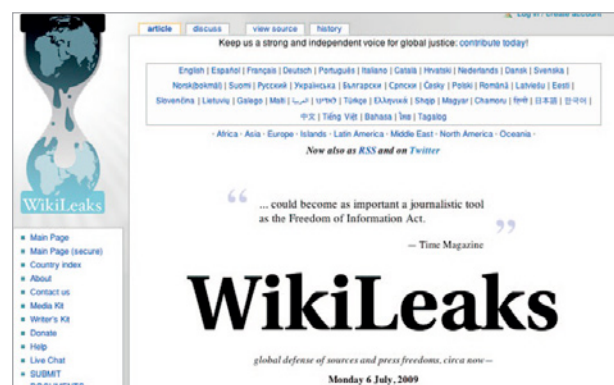 Log in / create account
article
discuss
view source
history
Keep us a strong and independent voice for global justice: contribute today!
English | Español | Français | Deutsch | Português | Italiano | Català | Hrvatski | Nederlands | Dansk | Svenska |
Norsk(bokmål) | Suomi | Русский | Українська | Български | Српски | Česky | Polski | Română | Latviešu | Eesti |
Slovenčina | Lietuvių | Galego | Malti | العربية | Türkçe | Ελληνικά | Shqip | Magyar | Chamoru | हिन्दी | 日本語 | 한국어 |
中文 | Tiếng Việt | Bahasa | ไทย | Tagalog
· Africa · Asia · Europe · Islands · Latin America · Middle East · North America · Oceania ·
Now also as RSS and on Twitter
“ ... could become as important a journalistic tool
as the Freedom of Information Act. ”
— Time Magazine
WikiLeaks
WikiLeaks
Main Page
Main Page (secure)
Country index
About
Contact us
Media Kit
Writer's Kit
Donate
Help
Live Chat
SUBMIT
DOCUMENTS
global defense of sources and press freedoms, circa now—
Monday 6 July, 2009